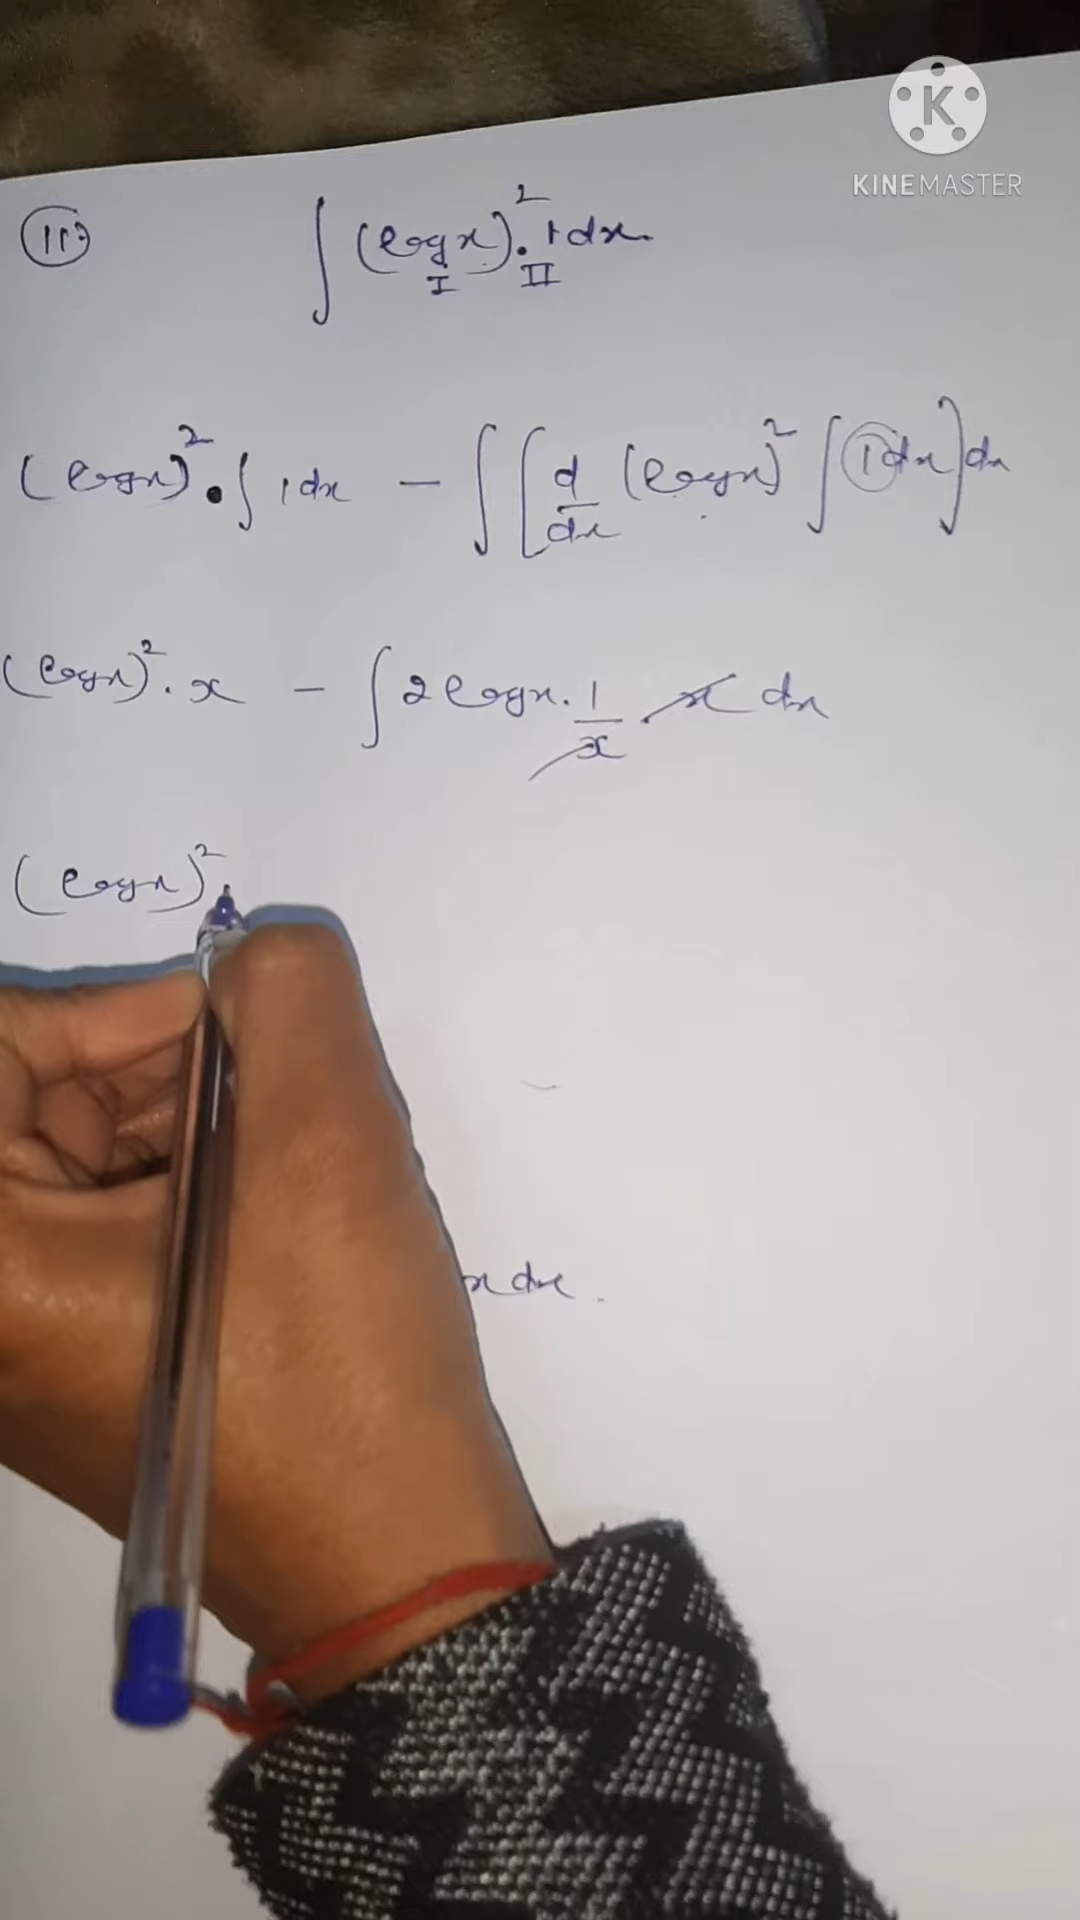 K
KINEMASTER
(11) ∫ (log x)² . 1 dx
I II
(log x)² . ∫ 1 dx − ∫ [ d/dx (log x)² ∫ 1 dx ] dx
(log x)² . x − ∫ 2 log x . 1/x . x dx
(log x)²
x dx .